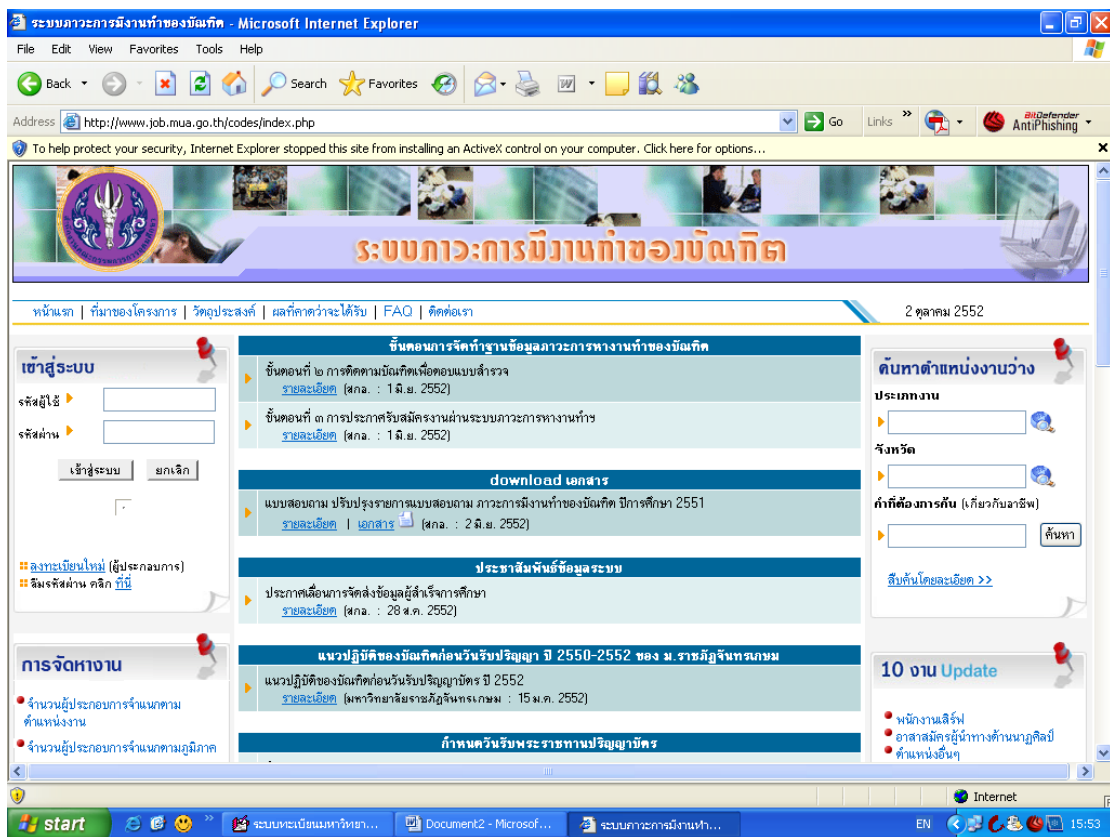 ระบบภาวะการมีงานทำของบัณฑิต - Microsoft Internet Explorer
File Edit View Favorites Tools Help
Back Search Favorites
Address http://www.job.mua.go.th/codes/index.php Go Links » BitDefender AntiPhishing
To help protect your security, Internet Explorer stopped this site from installing an ActiveX control on your computer. Click here for options...
ระบบภาวะการมีงานทำของบัณฑิต
หน้าแรก | ที่มาของโครงการ | วัตถุประสงค์ | ผลที่คาดว่าจะได้รับ | FAQ | ติดต่อเรา
2 ตุลาคม 2552
เข้าสู่ระบบ
รหัสผู้ใช้
รหัสผ่าน
เข้าสู่ระบบ ยกเลิก
ลงทะเบียนใหม่ (ผู้ประกอบการ)
ลืมรหัสผ่าน คลิก ที่นี่
การจัดหางาน
จำนวนผู้ประกอบการจำแนกตาม
ตำแหน่งงาน
จำนวนผู้ประกอบการจำแนกตามภูมิภาค
ขั้นตอนการจัดทำฐานข้อมูลภาวะการหางานทำของบัณฑิต
ขั้นตอนที่ ๒ การติดตามบัณฑิตเพื่อตอบแบบสำรวจ
รายละเอียด (สกอ. : 1 มิ.ย. 2552)
ขั้นตอนที่ ๓ การประกาศรับสมัครงานผ่านระบบภาวะการหางานทำฯ
รายละเอียด (สกอ. : 1 มิ.ย. 2552)
download เอกสาร
แบบสอบถาม ปรับปรุงรายการแบบสอบถาม ภาวะการมีงานทำของบัณฑิต ปีการศึกษา 2551
รายละเอียด | เอกสาร (สกอ. : 2 มิ.ย. 2552)
ประชาสัมพันธ์ข้อมูลระบบ
ประกาศเลื่อนการจัดส่งข้อมูลผู้สำเร็จการศึกษา
รายละเอียด (สกอ. : 28 ส.ค. 2552)
แนวปฏิบัติของบัณฑิตก่อนวันรับปริญญา ปี 2550-2552 ของ ม.ราชภัฏจันทรเกษม
แนวปฏิบัติของบัณฑิตก่อนวันรับปริญญาบัตร ปี 2552
รายละเอียด (มหาวิทยาลัยราชภัฏจันทรเกษม : 15 ม.ค. 2552)
กำหนดวันรับพระราชทานปริญญาบัตร
ค้นหาตำแหน่งงานว่าง
ประเภทงาน
จังหวัด
คำที่ต้องการค้น (เกี่ยวกับอาชีพ)
ค้นหา
สืบค้นโดยละเอียด >>
10 งาน Update
พนักงานเสิร์ฟ
อาสาสมัครผู้นำทางด้านนาฏศิลป์
ตำแหน่งอื่นๆ
Internet
start » ระบบทะเบียนมหาวิทยา... Document2 - Microsof... ระบบภาวะการมีงานทำ... EN 15:53